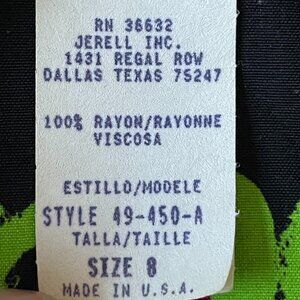 RN 36632
JERELL INC.
1431 REGAL ROW
DALLAS TEXAS 75247
100% RAYON/RAYONNE
VISCOSA
ESTILLO/MODELE
STYLE 49-450-A
TALLA/TAILLE
SIZE 8
MADE IN U.S.A.